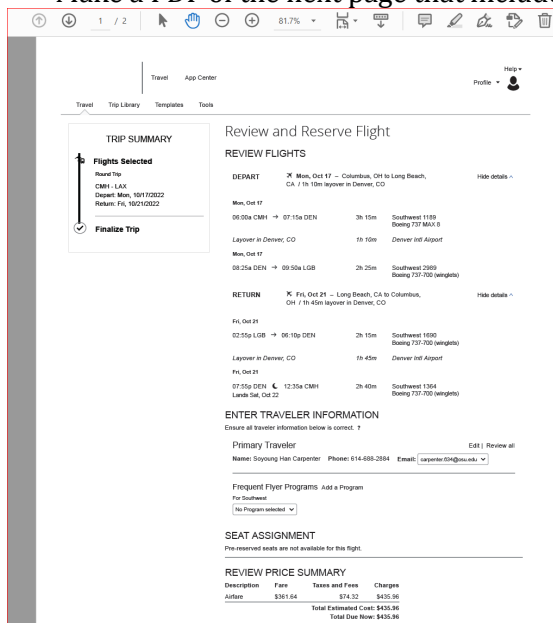 Make a PDF of the next page that include
1 / 2
81.7%
Help
Travel App Center
Profile
Travel Trip Library Templates Tools
TRIP SUMMARY
Flights Selected
Round Trip
CMH - LAX
Depart: Mon, 10/17/2022
Return: Fri, 10/21/2022
Finalize Trip
Review and Reserve Flight
REVIEW FLIGHTS
DEPART Mon, Oct 17 – Columbus, OH to Long Beach, Hide details
CA / 1h 10m layover in Denver, CO
Mon, Oct 17
06:00a CMH → 07:15a DEN 3h 15m Southwest 1189
Boeing 737 MAX 8
Layover in Denver, CO 1h 10m Denver Intl Airport
Mon, Oct 17
08:25a DEN → 09:50a LGB 2h 25m Southwest 2989
Boeing 737-700 (winglets)
RETURN Fri, Oct 21 – Long Beach, CA to Columbus, Hide details
OH / 1h 45m layover in Denver, CO
Fri, Oct 21
02:55p LGB → 06:10p DEN 2h 15m Southwest 1690
Boeing 737-700 (winglets)
Layover in Denver, CO 1h 45m Denver Intl Airport
Fri, Oct 21
07:55p DEN 12:35a CMH 2h 40m Southwest 1364
Lands Sat, Oct 22 Boeing 737-700 (winglets)
ENTER TRAVELER INFORMATION
Ensure all traveler information below is correct. ?
Primary Traveler Edit | Review all
Name: Soyoung Han Carpenter Phone: 614-688-2884 Email: carpenter.634@osu.edu
Frequent Flyer Programs Add a Program
For Southwest
No Program selected
SEAT ASSIGNMENT
Pre-reserved seats are not available for this flight.
REVIEW PRICE SUMMARY
Description Fare Taxes and Fees Charges
Airfare $361.64 $74.32 $435.96
Total Estimated Cost: $435.96
Total Due Now: $435.96